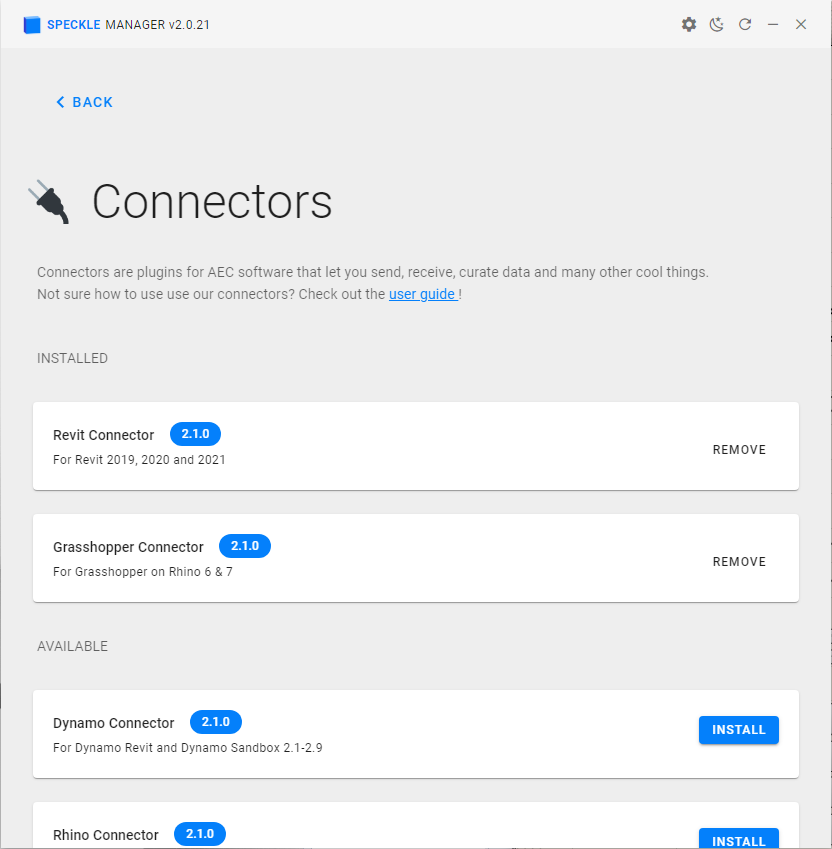 SPECKLE MANAGER v2.0.21
BACK
Connectors
Connectors are plugins for AEC software that let you send, receive, curate data and many other cool things.
Not sure how to use use our connectors? Check out the user guide !
INSTALLED
Revit Connector 2.1.0
For Revit 2019, 2020 and 2021
REMOVE
Grasshopper Connector 2.1.0
For Grasshopper on Rhino 6 & 7
REMOVE
AVAILABLE
Dynamo Connector 2.1.0
For Dynamo Revit and Dynamo Sandbox 2.1-2.9
INSTALL
Rhino Connector 2.1.0
INSTALL